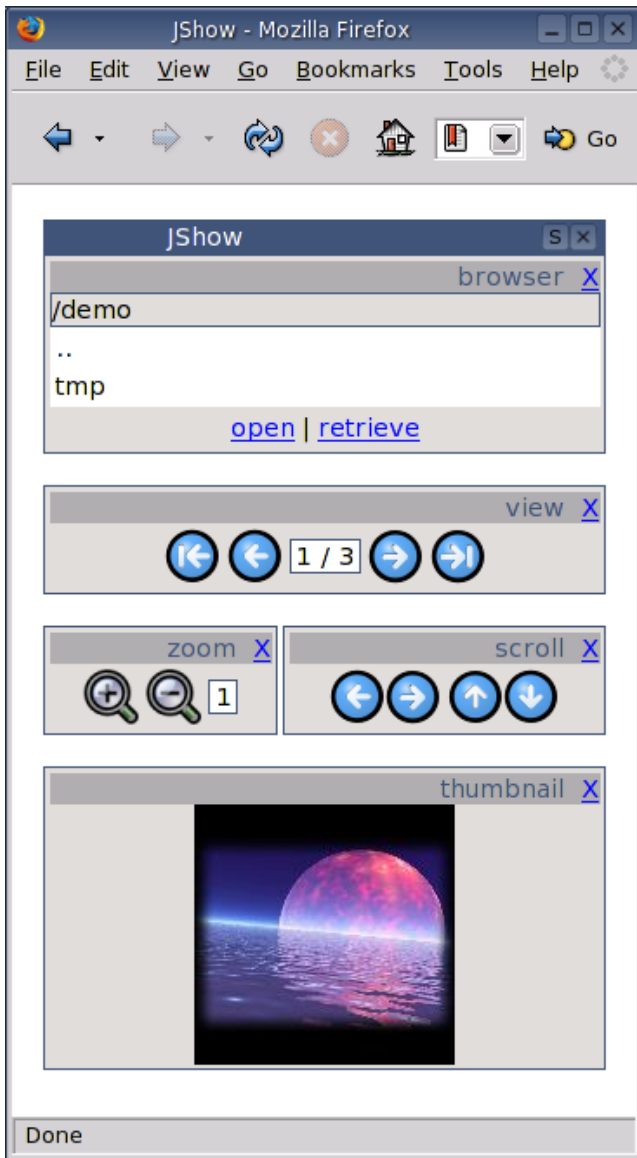 JShow - Mozilla Firefox
File Edit View Go Bookmarks Tools Help
Go
JShow S
browser X
/demo
..
tmp
open | retrieve
view X
1 / 3
zoom X
1
scroll X
thumbnail X
Done